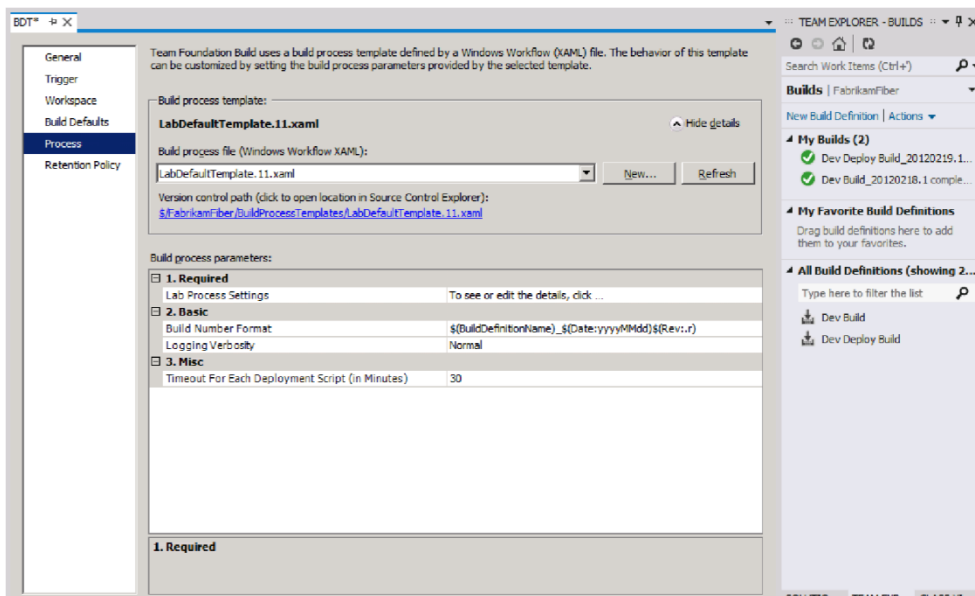 BDT*
General
Trigger
Workspace
Build Defaults
Process
Retention Policy
Team Foundation Build uses a build process template defined by a Windows Workflow (XAML) file. The behavior of this template
can be customized by setting the build process parameters provided by the selected template.
Build process template:
LabDefaultTemplate.11.xaml
Hide details
Build process file (Windows Workflow XAML):
LabDefaultTemplate.11.xaml
New...
Refresh
Version control path (click to open location in Source Control Explorer):
$/FabrikamFiber/BuildProcessTemplates/LabDefaultTemplate.11.xaml
Build process parameters:
1. Required
Lab Process Settings To see or edit the details, click ...
2. Basic
Build Number Format $(BuildDefinitionName)_$(Date:yyyyMMdd)$(Rev:.r)
Logging Verbosity Normal
3. Misc
Timeout For Each Deployment Script (in Minutes) 30
1. Required
TEAM EXPLORER - BUILDS
Search Work Items (Ctrl+')
Builds | FabrikamFiber
New Build Definition | Actions
My Builds (2)
Dev Deploy Build_20120219.1...
Dev Build_20120218.1 comple...
My Favorite Build Definitions
Drag build definitions here to add
them to your favorites.
All Build Definitions (showing 2...
Type here to filter the list
Dev Build
Dev Deploy Build